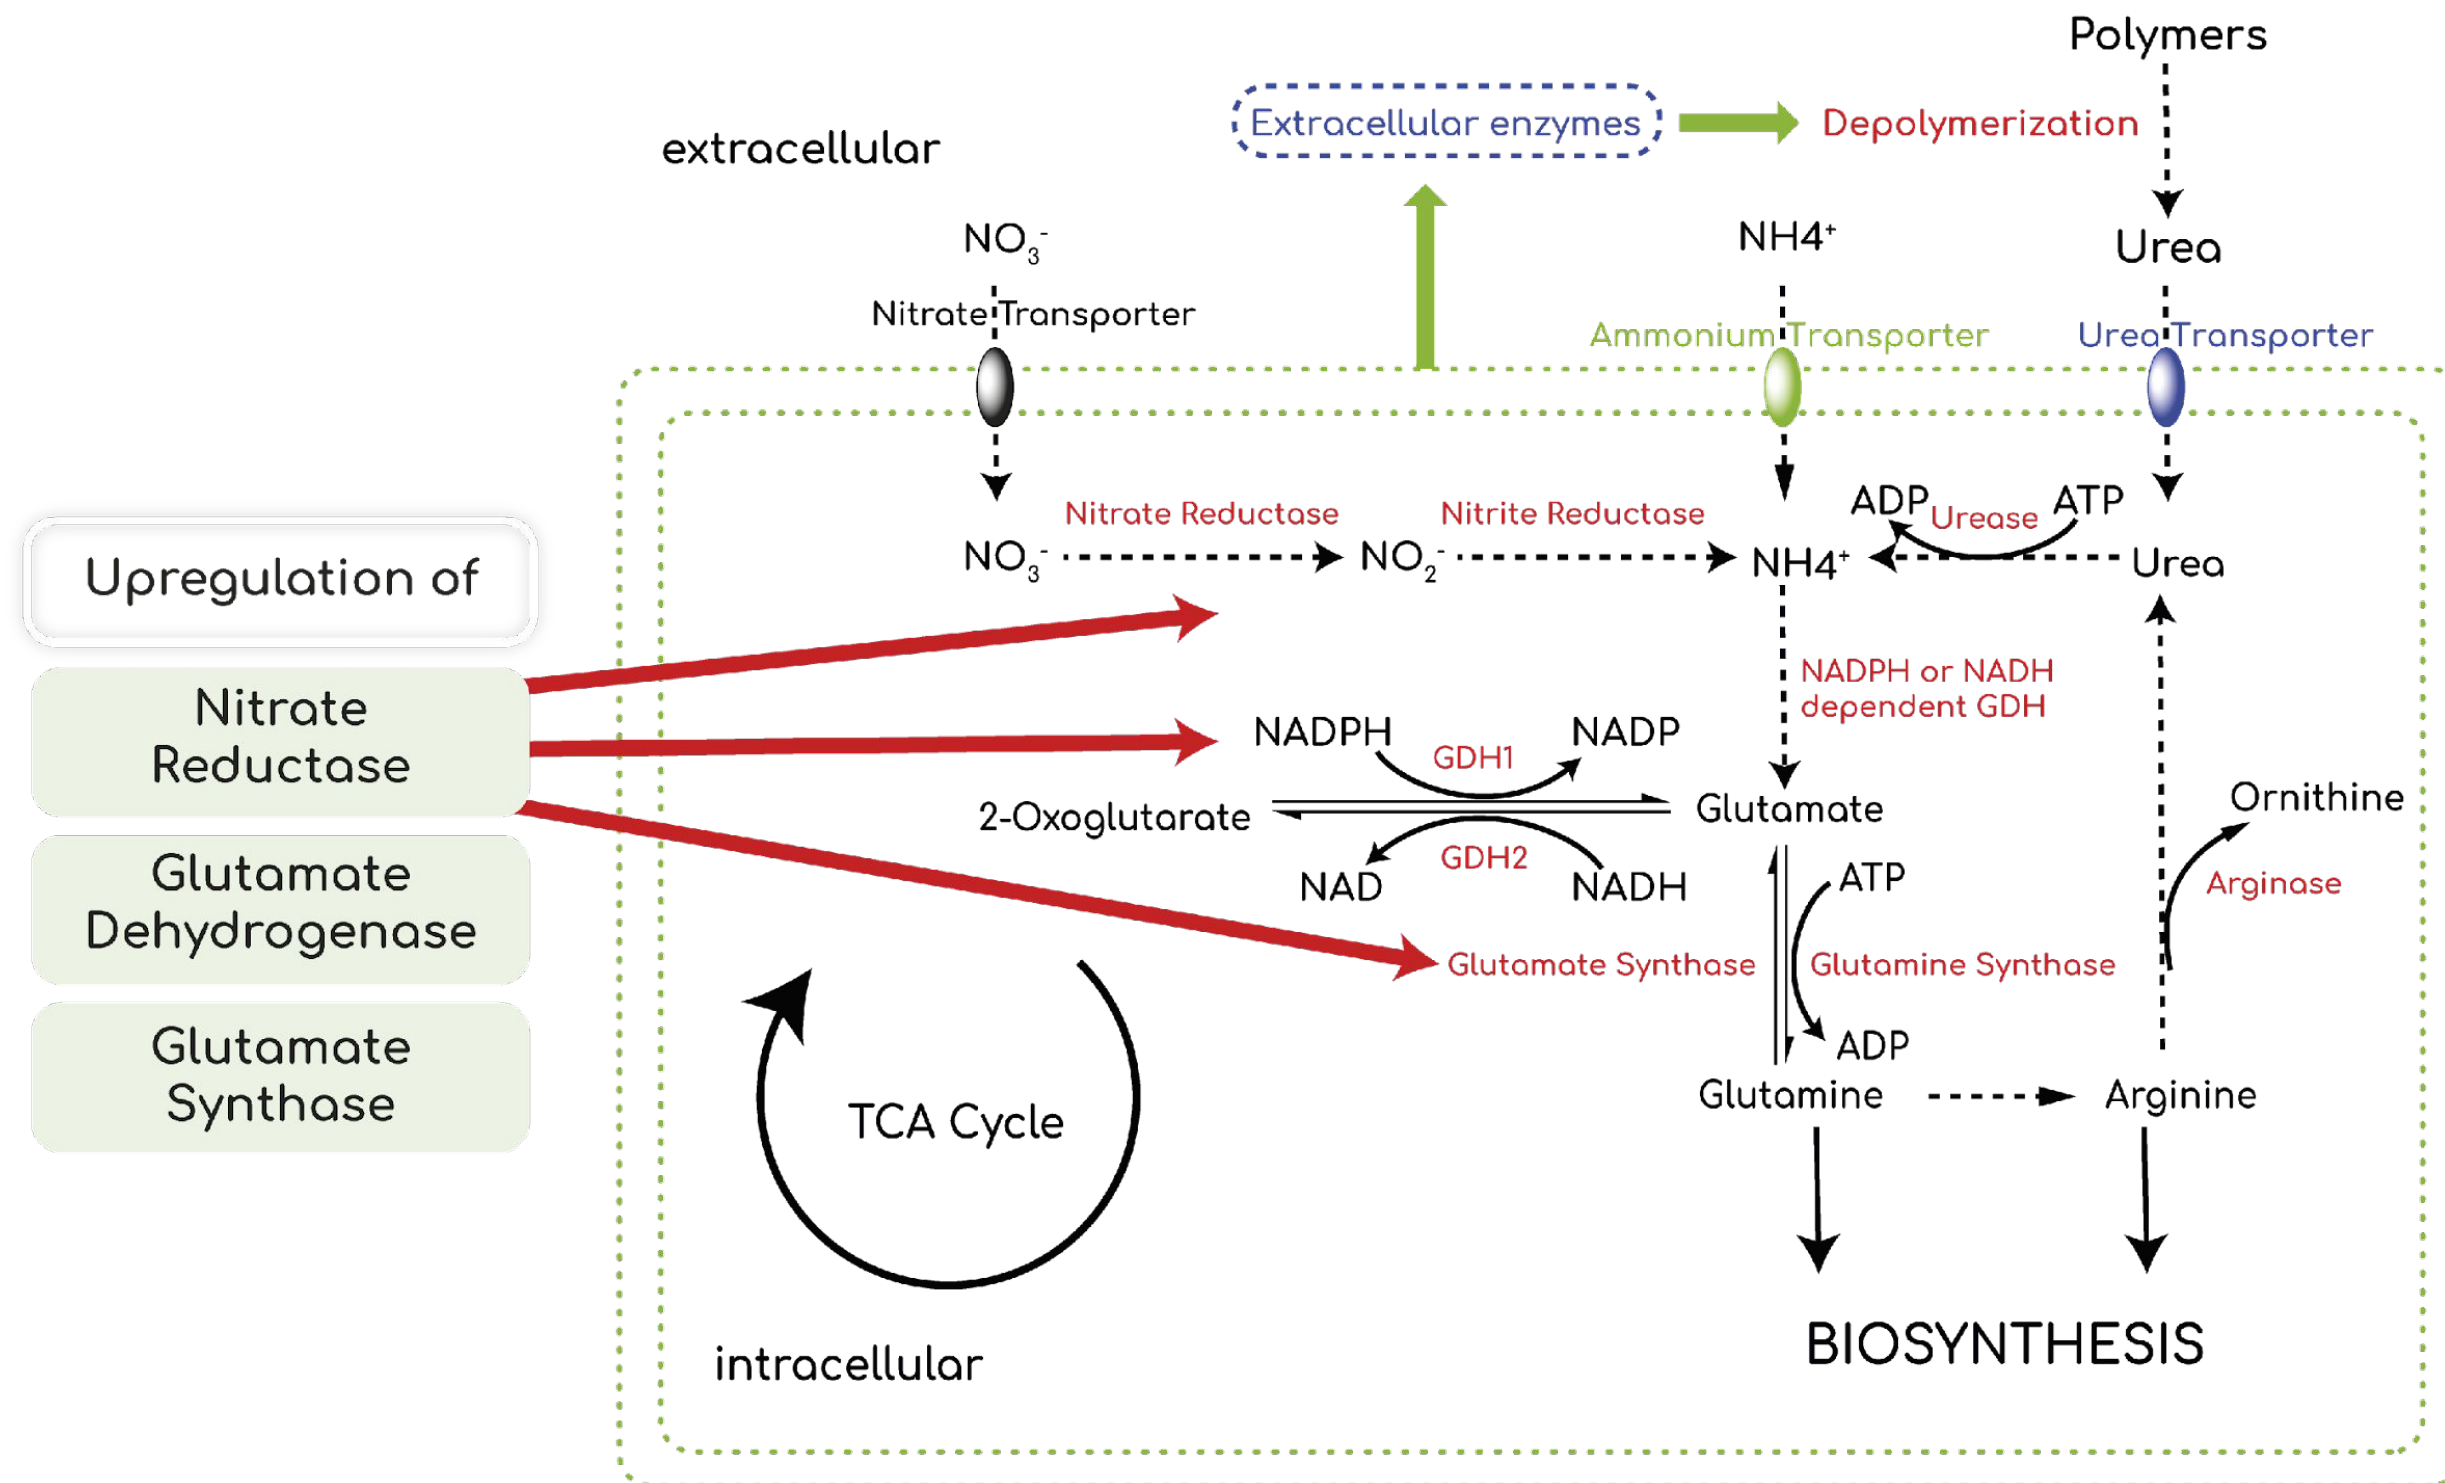 Polymers
Extracellular enzymes
Depolymerization
extracellular
NO₃⁻
NH4⁺
Urea
Nitrate Transporter
Ammonium Transporter
Urea Transporter
Nitrate Reductase
Nitrite Reductase
ADP
Urease
ATP
NO₃⁻
NO₂⁻
NH4⁺
Urea
Upregulation of
Nitrate
Reductase
Glutamate
Dehydrogenase
Glutamate
Synthase
NADPH or NADH
dependent GDH
NADPH
GDH1
NADP
2-Oxoglutarate
Glutamate
NAD
GDH2
NADH
Ornithine
Arginase
ATP
Glutamate Synthase
Glutamine Synthase
ADP
Glutamine
Arginine
TCA Cycle
BIOSYNTHESIS
intracellular